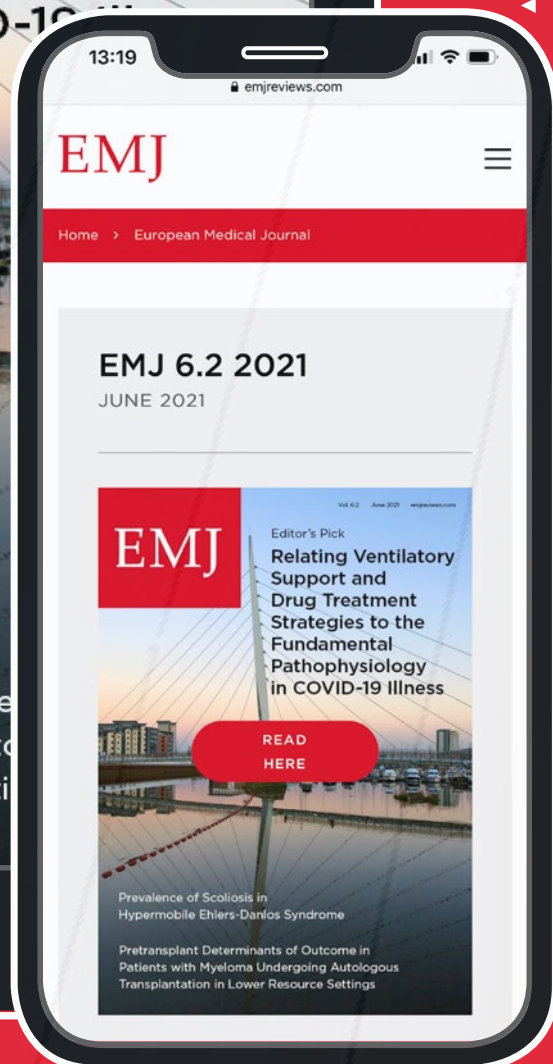 D-19 Ill
13:19
emjreviews.com
EMJ
Home > European Medical Journal
EMJ 6.2 2021
JUNE 2021
Vol. 6.2 June 2021 emjreviews.com
EMJ
Editor's Pick
Relating Ventilatory
Support and
Drug Treatment
Strategies to the
Fundamental
Pathophysiology
in COVID-19 Illness
READ
HERE
Prevalence of Scoliosis in
Hypermobile Ehlers-Danlos Syndrome
Pretransplant Determinants of Outcome in
Patients with Myeloma Undergoing Autologous
Transplantation in Lower Resource Settings